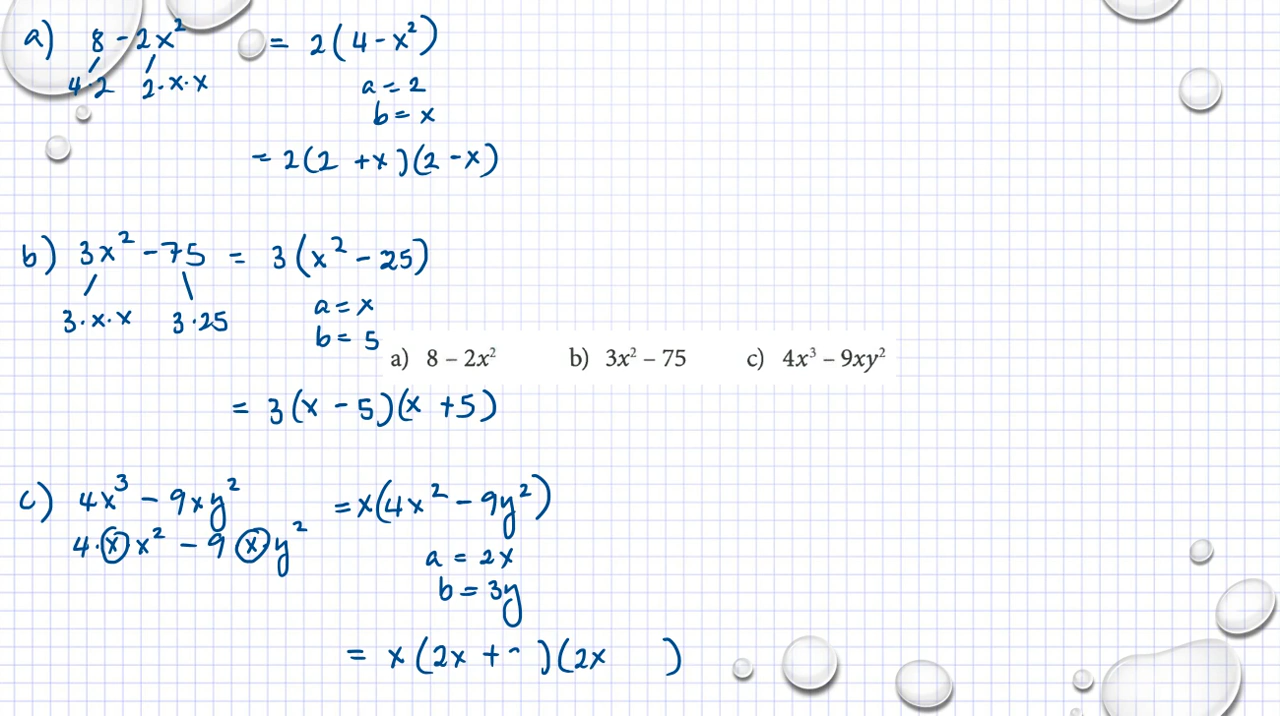 a) 8 - 2x² = 2(4 - x²)
4·2 2·x·x a = 2
b = x
= 2(2 + x)(2 - x)
b) 3x² - 75 = 3(x² - 25)
3·x·x 3·25 a = x
b = 5
a) 8 – 2x² b) 3x² – 75 c) 4x³ – 9xy²
= 3(x - 5)(x + 5)
c) 4x³ - 9xy² = x(4x² - 9y²)
4·x·x² - 9·x·y² a = 2x
b = 3y
= x(2x + )(2x )